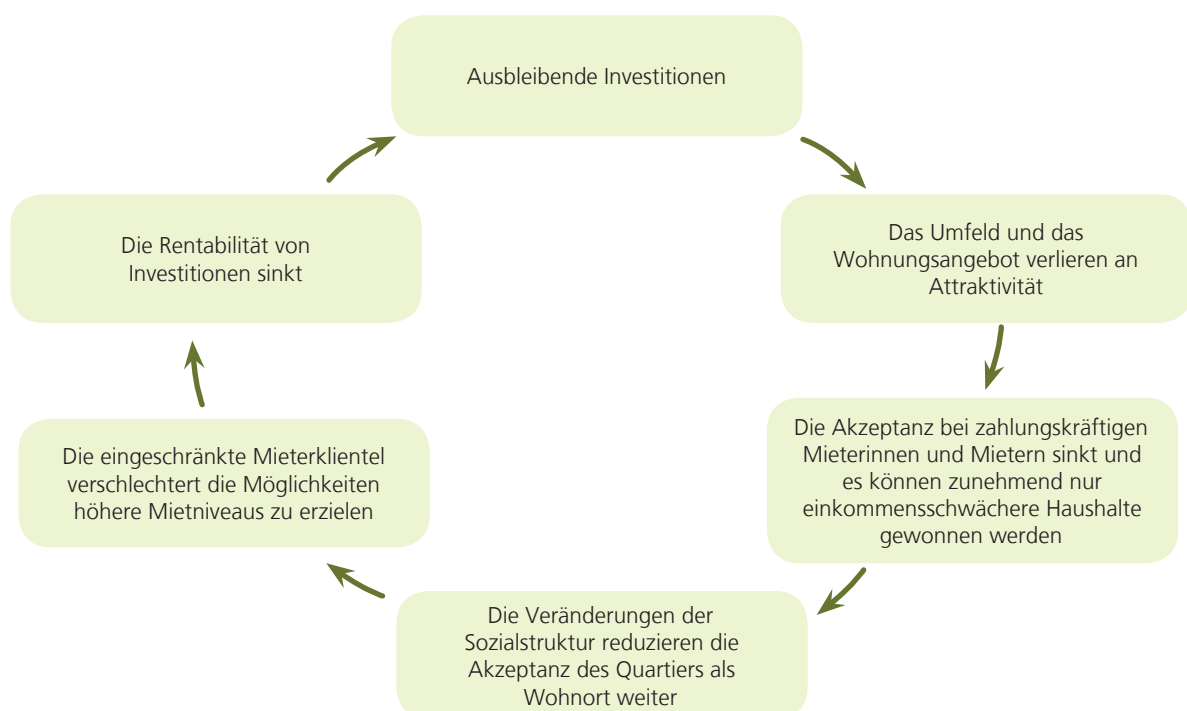 Ausbleibende Investitionen
Das Umfeld und das
Wohnungsangebot verlieren an
Attraktivität
Die Akzeptanz bei zahlungskräftigen
Mieterinnen und Mietern sinkt und
es können zunehmend nur
einkommensschwächere Haushalte
gewonnen werden
Die Veränderungen der
Sozialstruktur reduzieren die
Akzeptanz des Quartiers als
Wohnort weiter
Die eingeschränkte Mieterklientel
verschlechtert die Möglichkeiten
höhere Mietniveaus zu erzielen
Die Rentabilität von
Investitionen sinkt